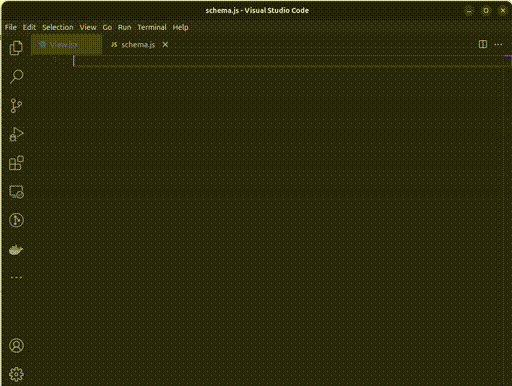 schema.js - Visual Studio Code
File Edit Selection View Go Run Terminal Help
View.jsx JS schema.js